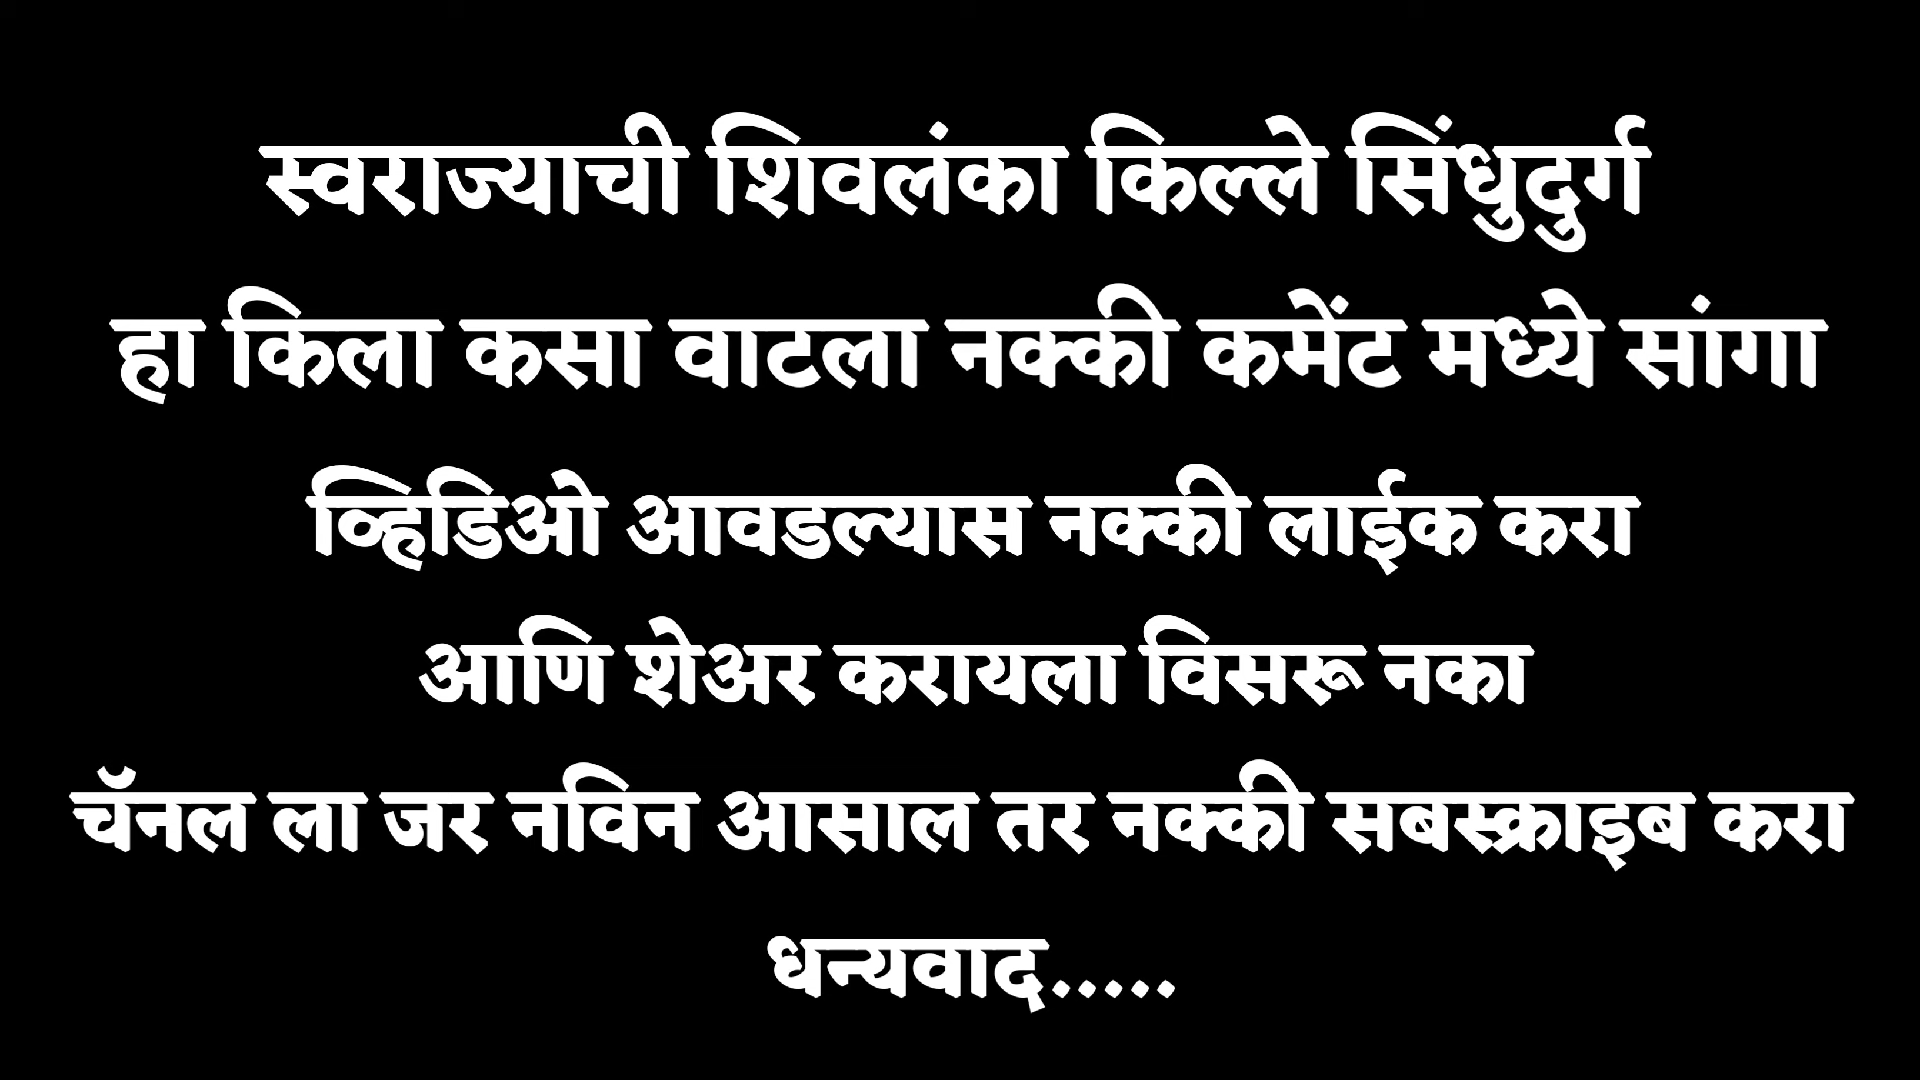 स्वराज्याची शिवलंका किल्ले सिंधुदुर्ग
हा किला कसा वाटला नक्की कमेंट मध्ये सांगा
व्हिडिओ आवडल्यास नक्की लाईक करा
आणि शेअर करायला विसरू नका
चॅनल ला जर नविन आसाल तर नक्की सबस्क्राइब करा
धन्यवाद.....